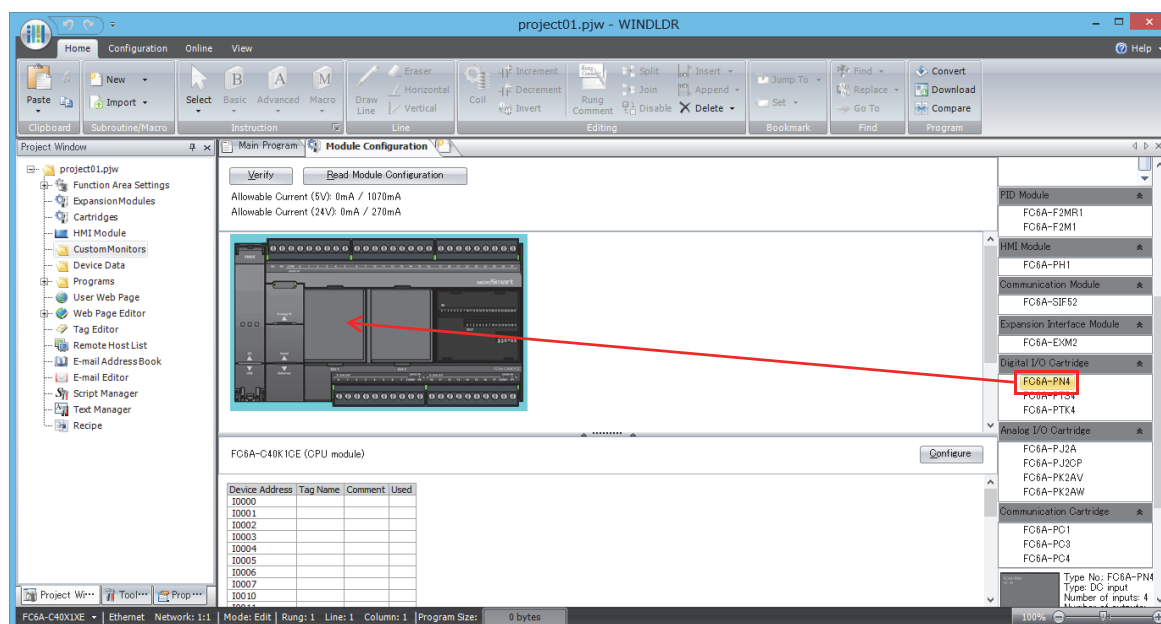 project01.pjw - WINDLDR
Home Configuration Online View Help
Paste New Import Clipboard Subroutine/Macro
Select Basic Advanced Macro Instruction
Draw Line Eraser Horizontal Vertical Line
Coil Increment Decrement Invert Rung Comment Split Join Disable Insert Append Delete Editing
Jump To Set Bookmark
Find Replace Go To Find
Convert Download Compare Program
Project Window
project01.pjw
Function Area Settings
ExpansionModules
Cartridges
HMI Module
CustomMonitors
Device Data
Programs
User Web Page
Web Page Editor
Tag Editor
Remote Host List
E-mail Address Book
E-mail Editor
Script Manager
Text Manager
Recipe
Project Wi··· Tool··· Prop···
Main Program Module Configuration
Verify Read Module Configuration
Allowable Current (5V): 0mA / 1070mA
Allowable Current (24V): 0mA / 270mA
MICROSmart
FC6A-C40K1CE (CPU module)
Configure
Device Address Tag Name Comment Used
I0000
I0001
I0002
I0003
I0004
I0005
I0006
I0007
I0010
I0011
PID Module
FC6A-F2MR1
FC6A-F2M1
HMI Module
FC6A-PH1
Communication Module
FC6A-SIF52
Expansion Interface Module
FC6A-EXM2
Digital I/O Cartridge
FC6A-PN4
FC6A-PTS4
FC6A-PTK4
Analog I/O Cartridge
FC6A-PJ2A
FC6A-PJ2CP
FC6A-PK2AV
FC6A-PK2AW
Communication Cartridge
FC6A-PC1
FC6A-PC3
FC6A-PC4
Type No.: FC6A-PN4
Type: DC input
Number of inputs: 4
Number of outputs:
FC6A-C40X1XE Ethernet Network: 1:1 Mode: Edit Rung: 1 Line: 1 Column: 1 Program Size: 0 bytes 100%